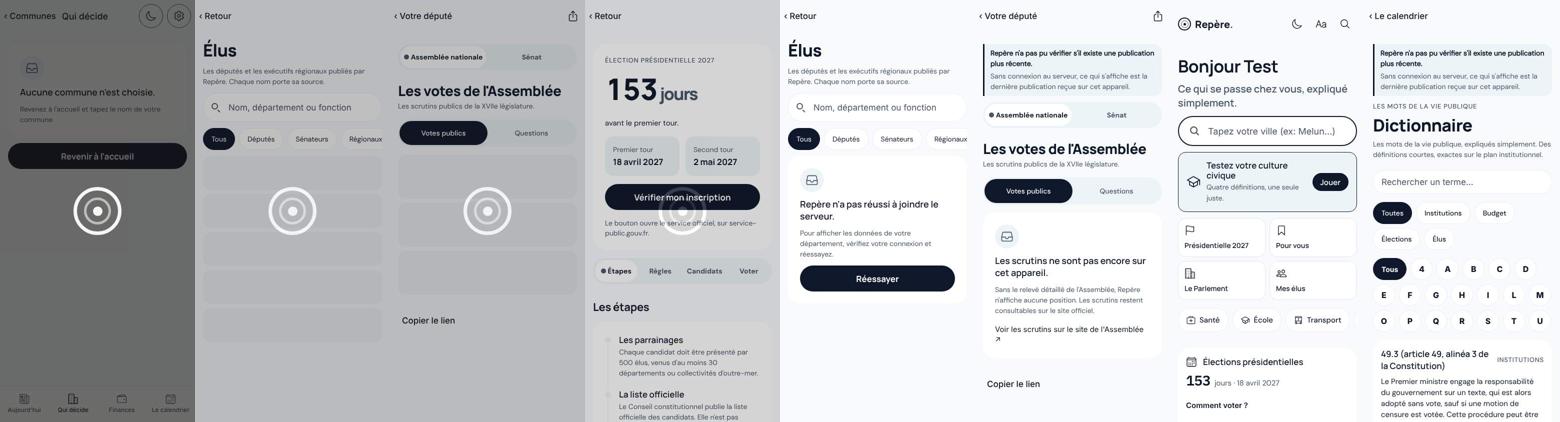 ‹ Communes Qui décide
Aucune commune n'est choisie.
Revenez à l'accueil et tapez le nom de votre
commune
Revenir à l'accueil
Aujourd'hui Qui décide Finances Le calendrier
‹ Retour
Élus
Les députés et les exécutifs régionaux publiés par
Repère. Chaque nom porte sa source.
Nom, département ou fonction
Tous Députés Sénateurs Régionaux
‹ Votre député
Assemblée nationale Sénat
Les votes de l'Assemblée
Les scrutins publics de la XVIIe législature.
Votes publics Questions
Copier le lien
‹ Retour
ÉLECTION PRÉSIDENTIELLE 2027
153 jours
avant le premier tour.
Premier tour Second tour
18 avril 2027 2 mai 2027
Vérifier mon inscription
Le bouton ouvre le service officiel, sur service-
public.gouv.fr.
Étapes Règles Candidats Voter
Les étapes
Les parrainages
Chaque candidat doit être présenté par
500 élus, venus d'au moins 30
départements ou collectivités d'outre-mer.
La liste officielle
Le Conseil constitutionnel publie la liste
officielle des candidats. Elle n'est pas
‹ Retour
Élus
Les députés et les exécutifs régionaux publiés par
Repère. Chaque nom porte sa source.
Nom, département ou fonction
Tous Députés Sénateurs Régionaux
Repère n'a pas réussi à joindre le
serveur.
Pour afficher les données de votre
département, vérifiez votre connexion et
réessayez.
Réessayer
‹ Votre député
Repère n'a pas pu vérifier s'il existe une publication
plus récente.
Sans connexion au serveur, ce qui s'affiche est la
dernière publication reçue sur cet appareil.
Assemblée nationale Sénat
Les votes de l'Assemblée
Les scrutins publics de la XVIIe législature.
Votes publics Questions
Les scrutins ne sont pas encore sur
cet appareil.
Sans le relevé détaillé de l'Assemblée, Repère
n'affiche aucune position. Les scrutins restent
consultables sur le site officiel.
Voir les scrutins sur le site de l'Assemblée
↗
Copier le lien
Repère. Aa
Bonjour Test
Ce qui se passe chez vous, expliqué
simplement.
Tapez votre ville (ex: Melun...)
Testez votre culture
civique
Quatre définitions, une seule
juste.
Jouer
Présidentielle 2027 Pour vous
Le Parlement Mes élus
Santé École Transport
Élections présidentielles
153 jours · 18 avril 2027
Comment voter ?
‹ Le calendrier
Repère n'a pas pu vérifier s'il existe une publication
plus récente.
Sans connexion au serveur, ce qui s'affiche est la
dernière publication reçue sur cet appareil.
LES MOTS DE LA VIE PUBLIQUE
Dictionnaire
Les mots de la vie publique, expliqués simplement. Des
définitions courtes, exactes sur le plan institutionnel.
Rechercher un terme...
Toutes Institutions Budget
Élections Élus
Tous 4 A B C D
E F G H I L M
O P Q R S T U
49.3 (article 49, alinéa 3 de
la Constitution)
INSTITUTIONS
Le Premier ministre engage la responsabilité
du gouvernement sur un texte, qui est alors
adopté sans vote, sauf si une motion de
censure est votée. Cette procédure peut être